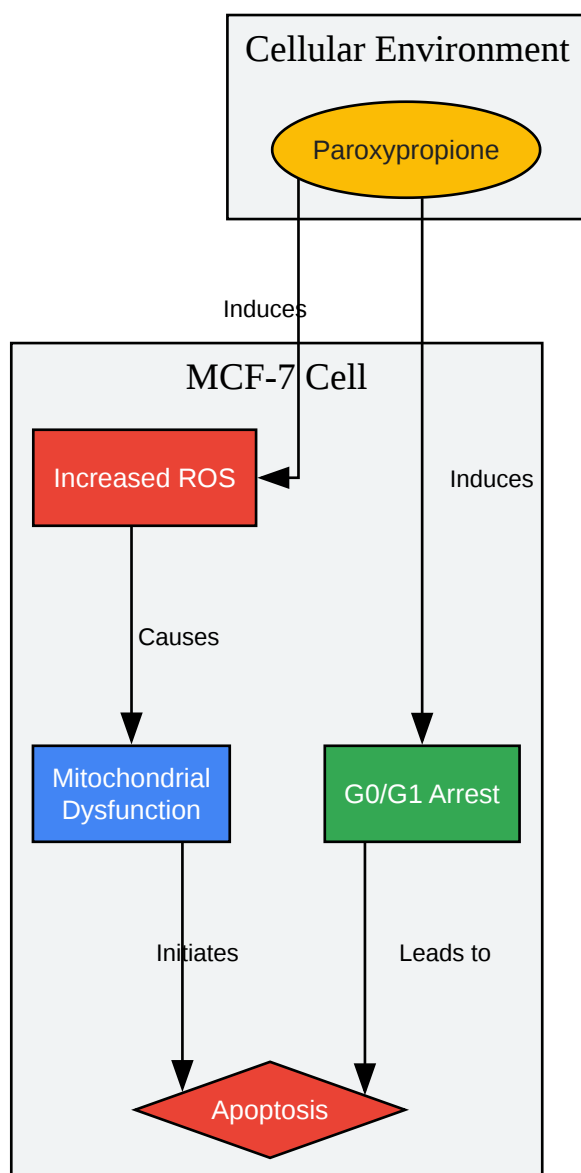 Cellular Environment
Paroxypropione
Induces
MCF-7 Cell
Increased ROS
Induces
Causes
Mitochondrial
Dysfunction
G0/G1 Arrest
Initiates
Leads to
Apoptosis